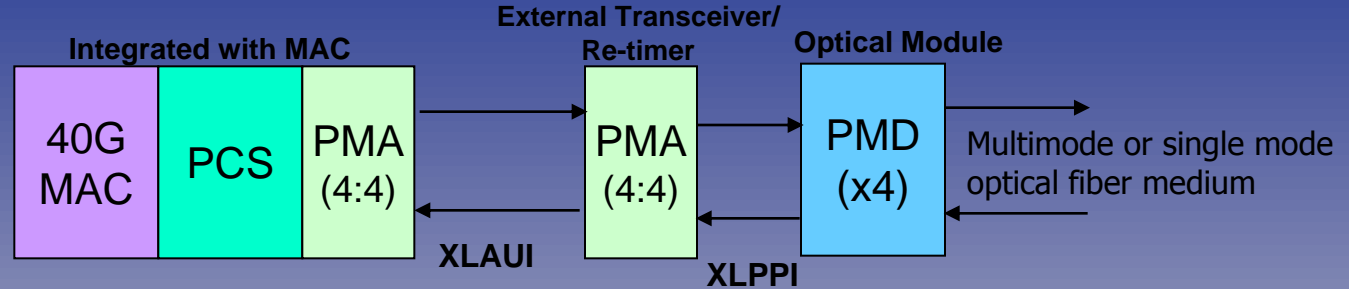 External Transceiver/
Re-timer
Integrated with MAC
Optical Module
40G
MAC
PCS
PMA
(4:4)
PMA
(4:4)
PMD
(x4)
Multimode or single mode
optical fiber medium
XLAUI
XLPPI